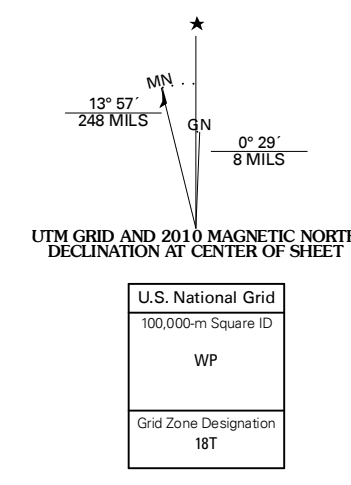 ★
MN
13° 57´
248 MILS
GN
0° 29´
8 MILS
UTM GRID AND 2010 MAGNETIC NORTH
DECLINATION AT CENTER OF SHEET
U.S. National Grid
100,000-m Square ID
WP
Grid Zone Designation
18T